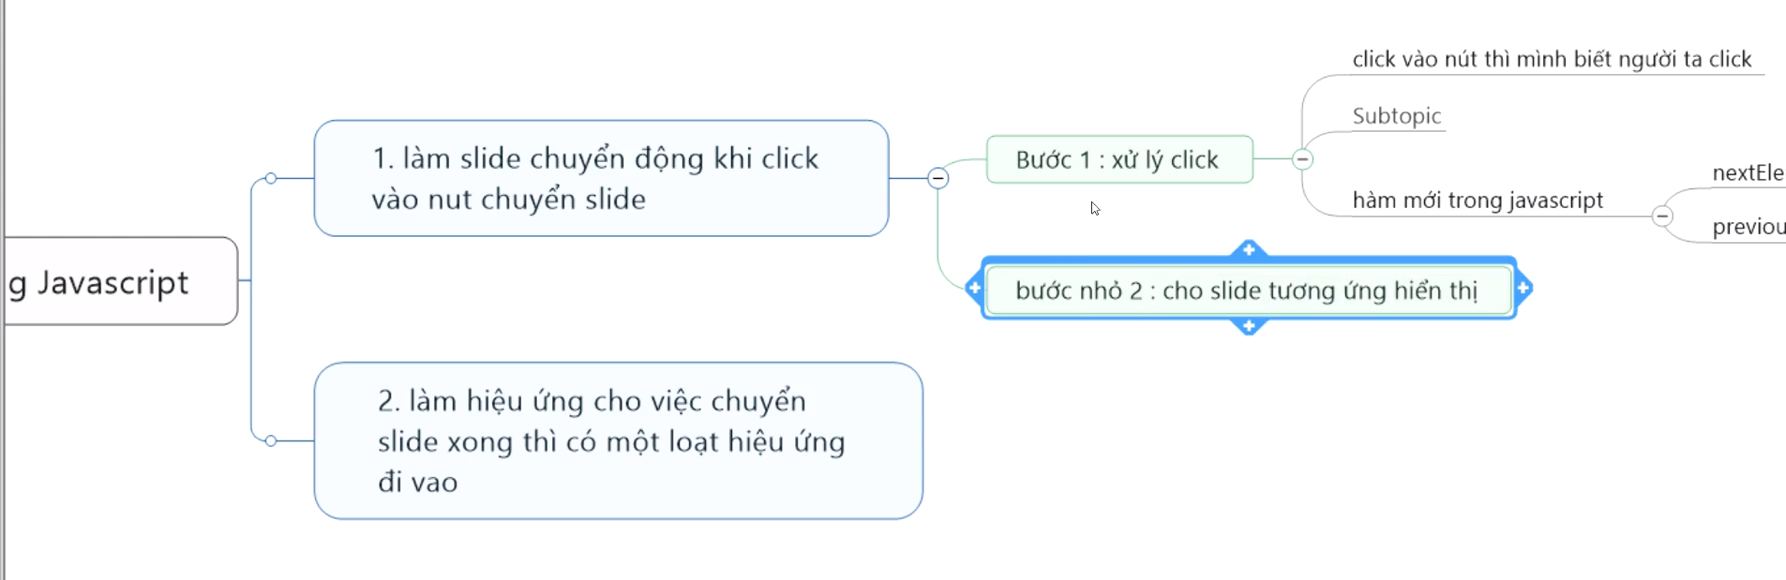 g Javascript
1. làm slide chuyển động khi click
vào nut chuyển slide
Bước 1 : xử lý click
click vào nút thì mình biết người ta click
Subtopic
hàm mới trong javascript
nextEle
previou
bước nhỏ 2 : cho slide tương ứng hiển thị
2. làm hiệu ứng cho việc chuyển
slide xong thì có một loạt hiệu ứng
đi vao